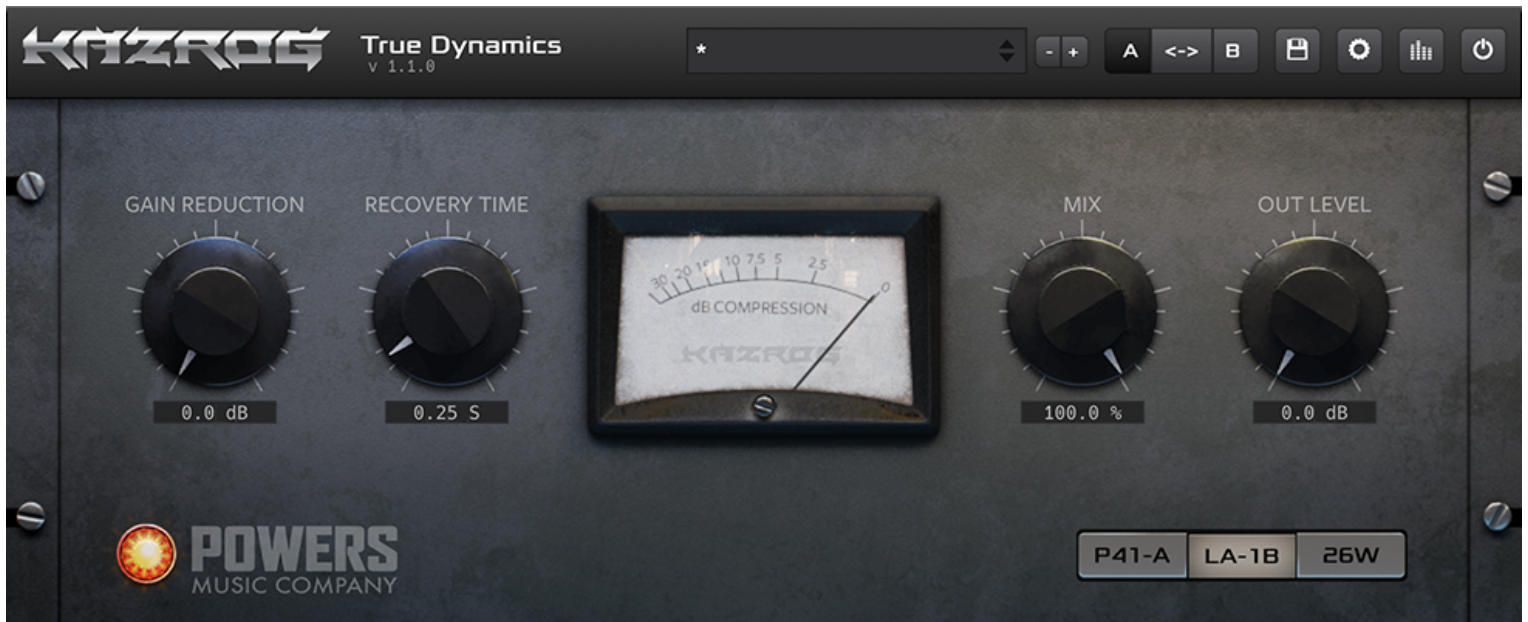 KAZROG
True Dynamics
v 1.1.0
*
- +
A <-> B
GAIN REDUCTION
RECOVERY TIME
MIX
OUT LEVEL
30 20 15 10 7.5 5 2.5 0
dB COMPRESSION
KAZROG
0.0 dB
0.25 S
100.0 %
0.0 dB
POWERS
MUSIC COMPANY
P41-A LA-1B 26W